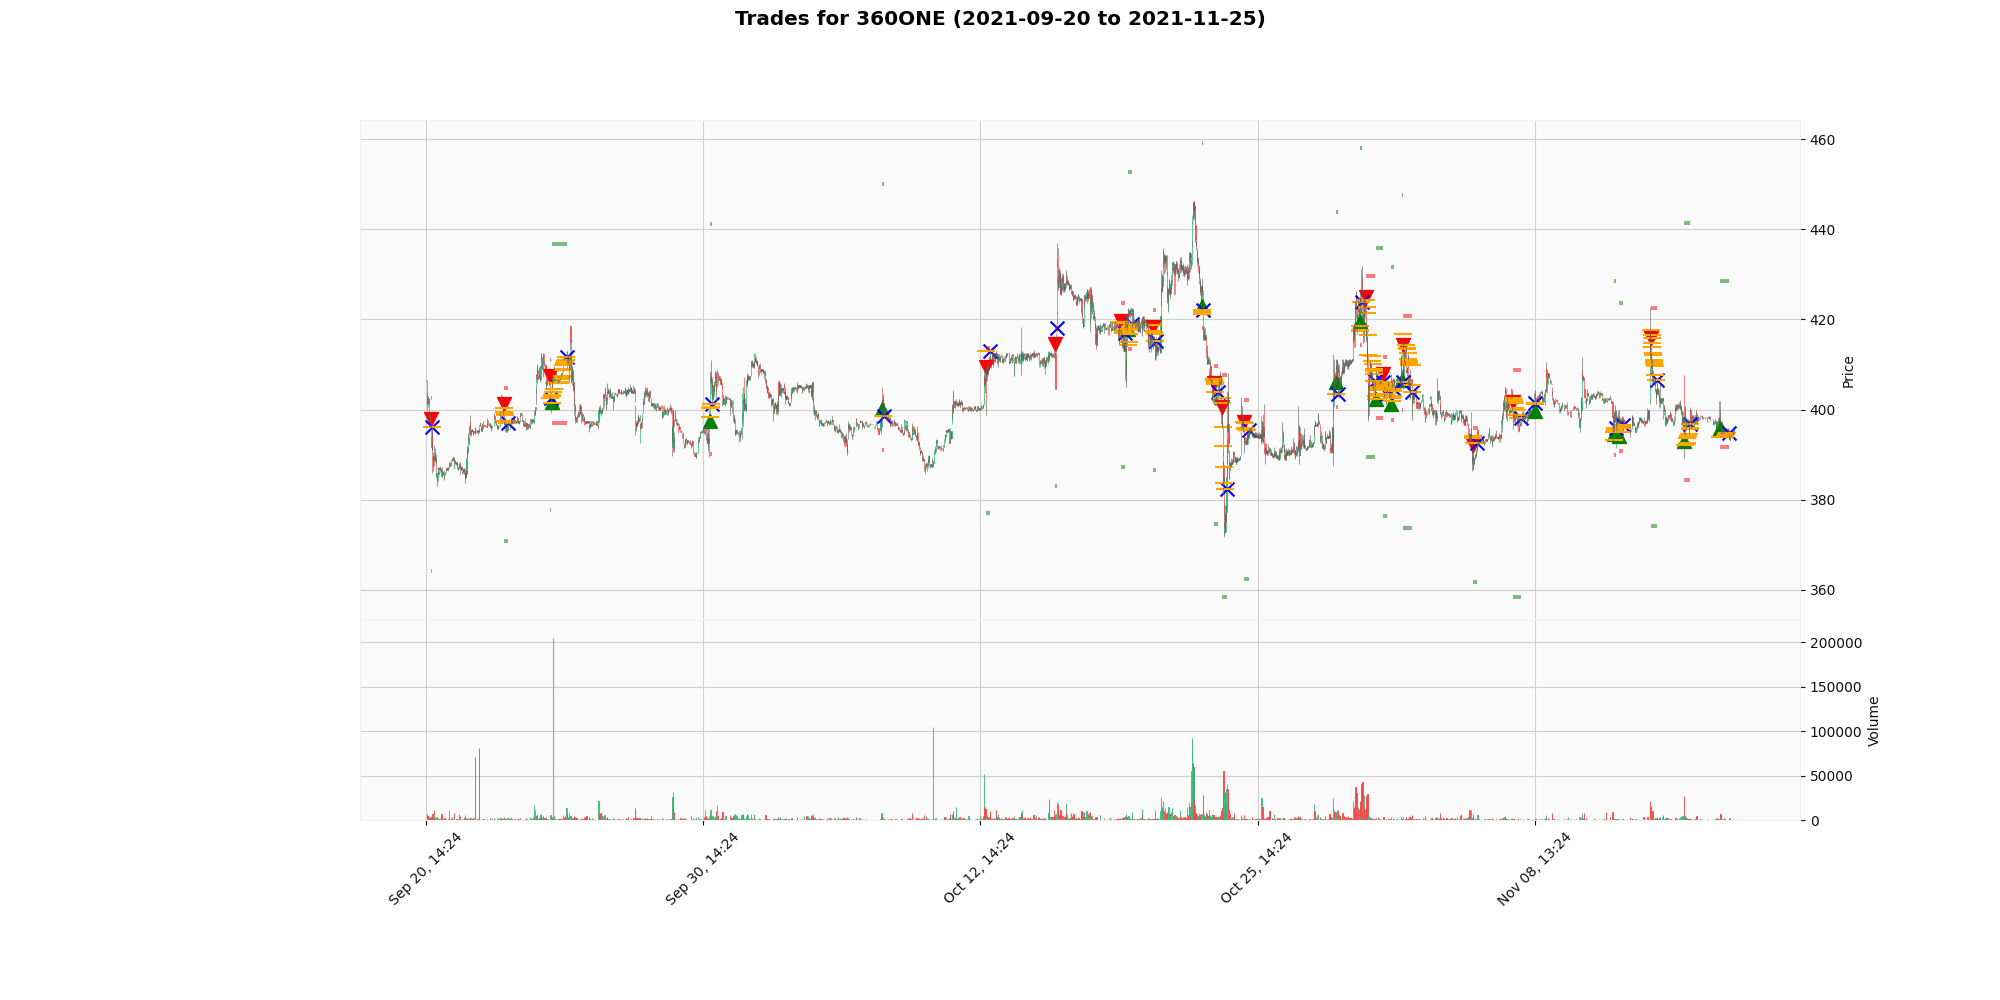 Trades for 360ONE (2021-09-20 to 2021-11-25)
460
440
420
400
380
360
Price
200000
150000
100000
50000
0
Volume
Sep 20, 14:24
Sep 30, 14:24
Oct 12, 14:24
Oct 25, 14:24
Nov 08, 13:24